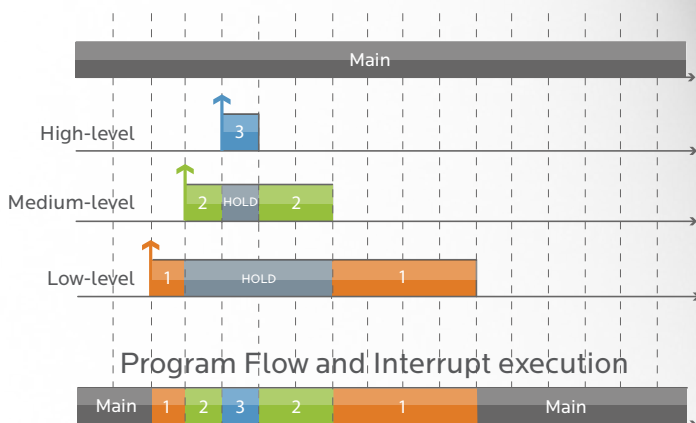 Main
High-level 3
Medium-level 2 HOLD 2
Low-level 1 HOLD 1
Program Flow and Interrupt execution
Main 1 2 3 2 1 Main